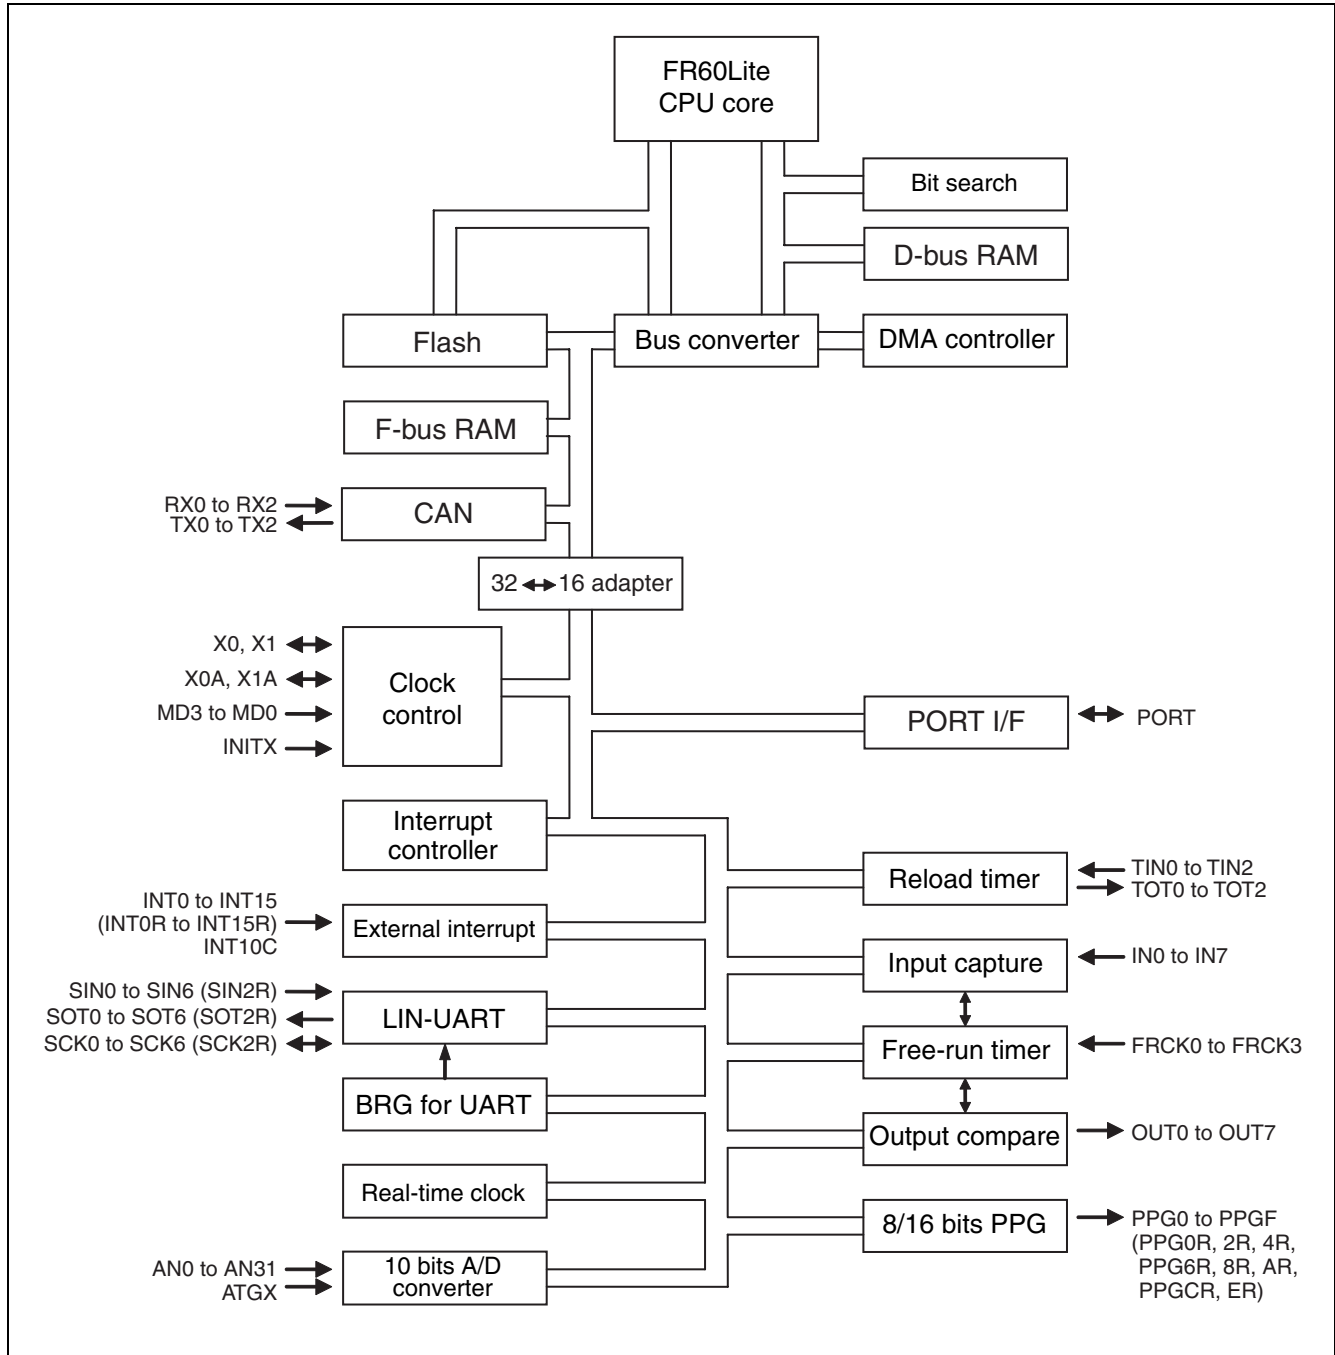 FR60Lite
CPU core
Bit search
D-bus RAM
Flash
Bus converter
DMA controller
F-bus RAM
RX0 to RX2
TX0 to TX2
CAN
32 ↔ 16 adapter
X0, X1
X0A, X1A
MD3 to MD0
INITX
Clock
control
PORT I/F
PORT
Interrupt
controller
Reload timer
TIN0 to TIN2
TOT0 to TOT2
INT0 to INT15
(INT0R to INT15R)
INT10C
External interrupt
Input capture
IN0 to IN7
SIN0 to SIN6 (SIN2R)
SOT0 to SOT6 (SOT2R)
SCK0 to SCK6 (SCK2R)
LIN-UART
Free-run timer
FRCK0 to FRCK3
BRG for UART
Output compare
OUT0 to OUT7
Real-time clock
8/16 bits PPG
PPG0 to PPGF
(PPG0R, 2R, 4R,
PPG6R, 8R, AR,
PPGCR, ER)
AN0 to AN31
ATGX
10 bits A/D
converter